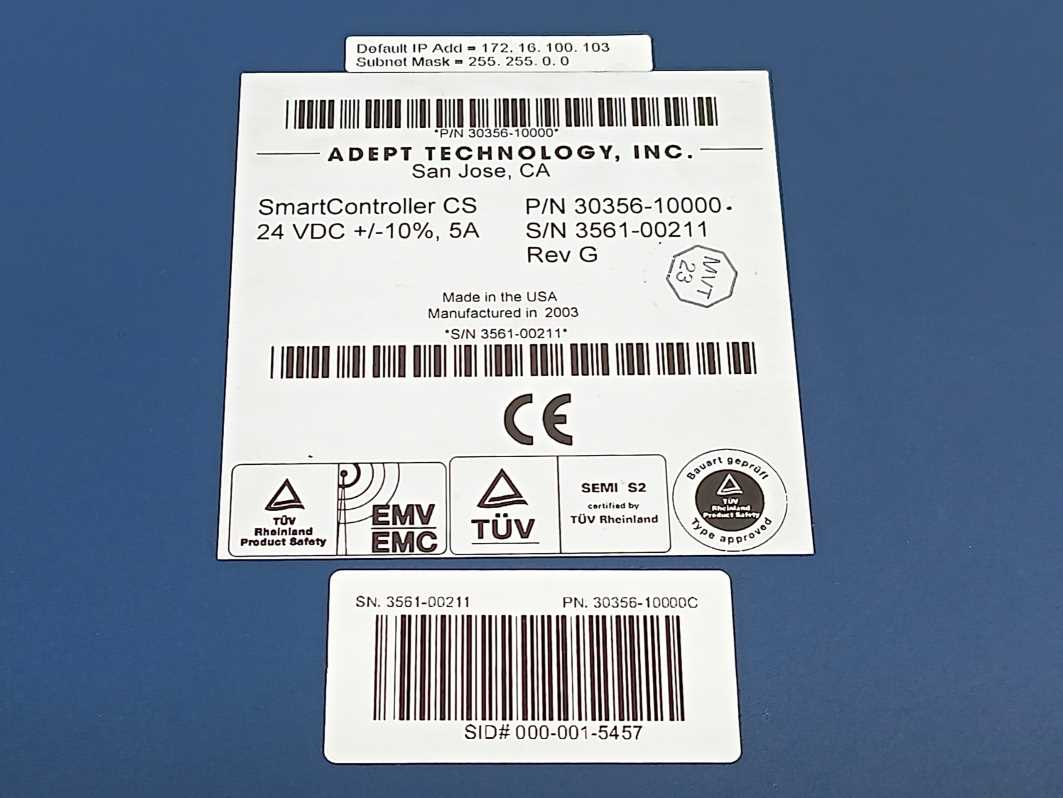 Default IP Add = 172. 16. 100. 103
Subnet Mask = 255. 255. 0. 0
*P/N 30356-10000*
ADEPT TECHNOLOGY, INC.
San Jose, CA
SmartController CS P/N 30356-10000.
24 VDC +/-10%, 5A S/N 3561-00211
Rev G
MVT
23
Made in the USA
Manufactured in 2003
*S/N 3561-00211*
CE
TÜV
Rheinland
Product Safety
EMV
EMC
TÜV
SEMI S2
certified by
TÜV Rheinland
Bauart geprüft
TÜV
Rheinland
Product Safety
Type approved
SN. 3561-00211 PN. 30356-10000C
SID# 000-001-5457